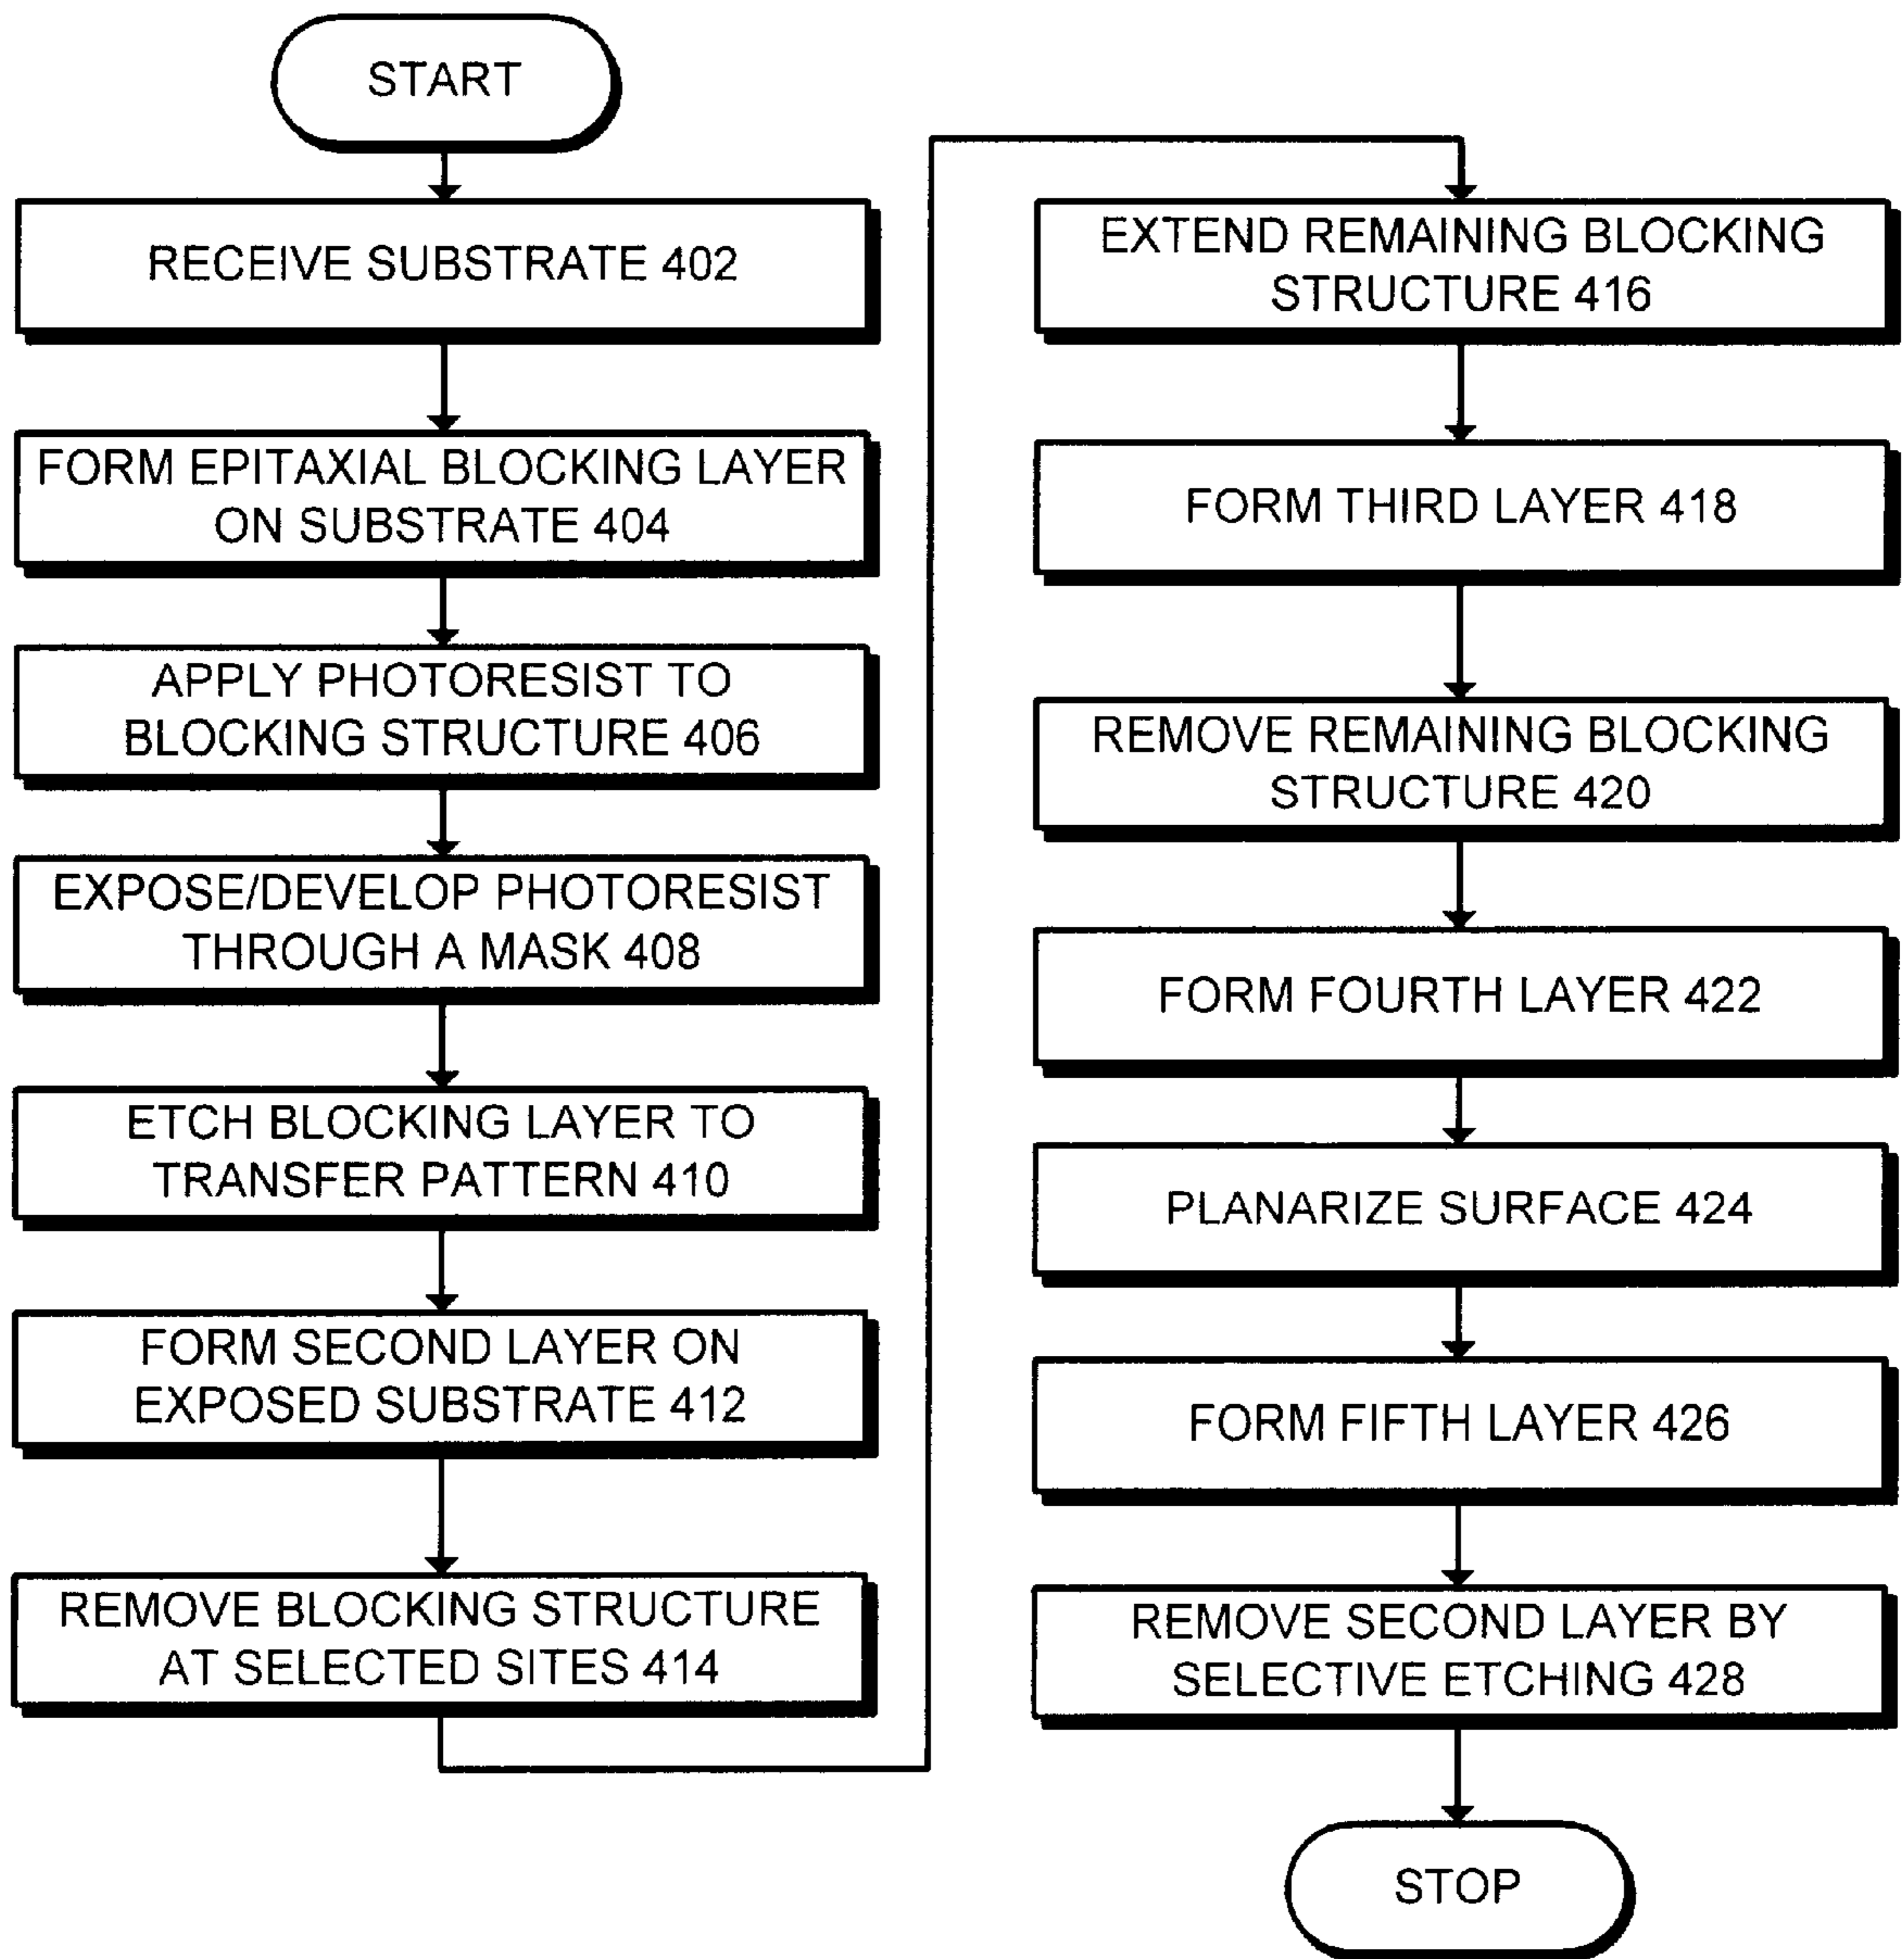 START
RECEIVE SUBSTRATE 402
FORM EPITAXIAL BLOCKING LAYER
ON SUBSTRATE 404
APPLY PHOTORESIST TO
BLOCKING STRUCTURE 406
EXPOSE/DEVELOP PHOTORESIST
THROUGH A MASK 408
ETCH BLOCKING LAYER TO
TRANSFER PATTERN 410
FORM SECOND LAYER ON
EXPOSED SUBSTRATE 412
REMOVE BLOCKING STRUCTURE
AT SELECTED SITES 414
EXTEND REMAINING BLOCKING
STRUCTURE 416
FORM THIRD LAYER 418
REMOVE REMAINING BLOCKING
STRUCTURE 420
FORM FOURTH LAYER 422
PLANARIZE SURFACE 424
FORM FIFTH LAYER 426
REMOVE SECOND LAYER BY
SELECTIVE ETCHING 428
STOP